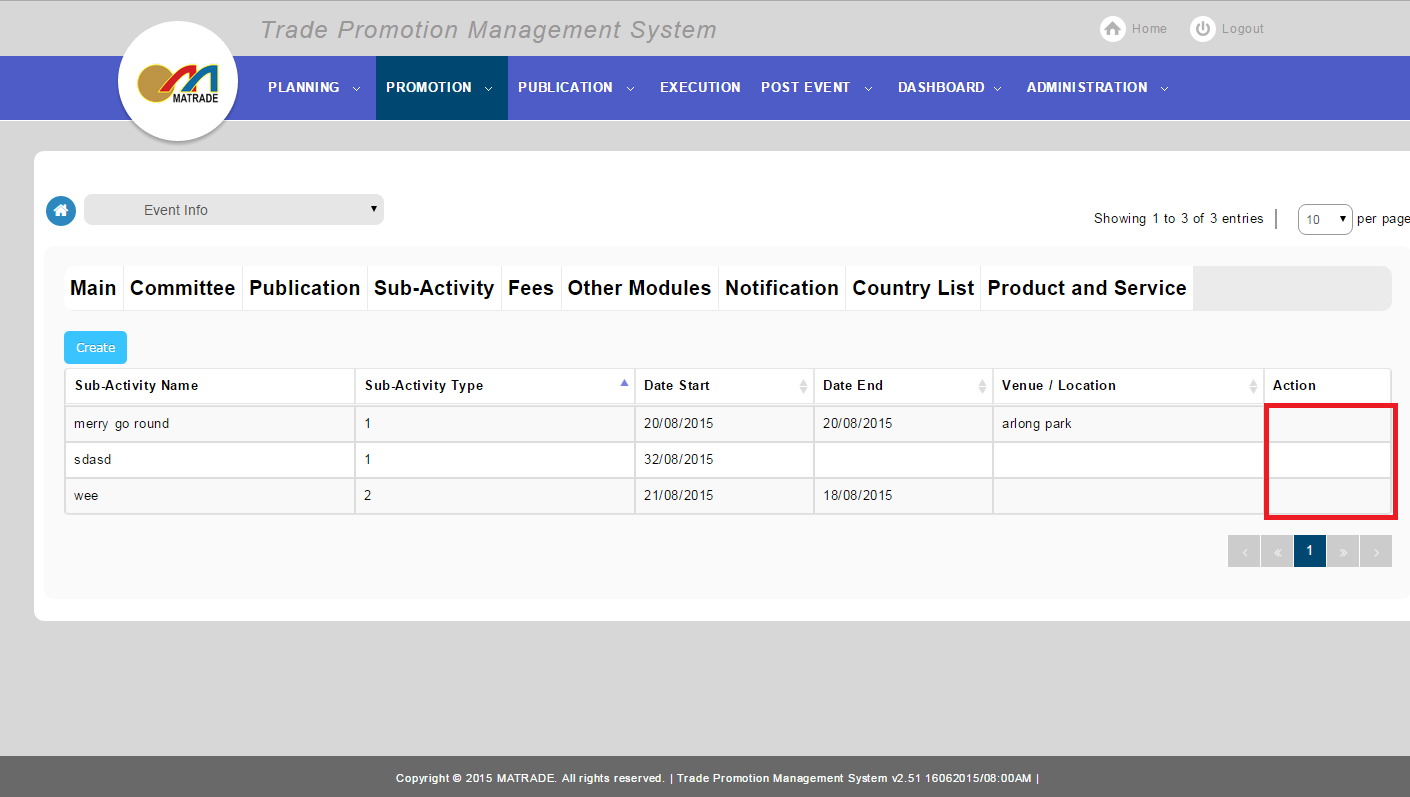 Trade Promotion Management System
Home Logout
MATRADE
PLANNING PROMOTION PUBLICATION EXECUTION POST EVENT DASHBOARD ADMINISTRATION
Event Info
Showing 1 to 3 of 3 entries 10 per page
Main Committee Publication Sub-Activity Fees Other Modules Notification Country List Product and Service
Create
Sub-Activity Name Sub-Activity Type Date Start Date End Venue / Location Action
merry go round 1 20/08/2015 20/08/2015 arlong park
sdasd 1 32/08/2015
wee 2 21/08/2015 18/08/2015
‹ « 1 » ›
Copyright © 2015 MATRADE. All rights reserved. | Trade Promotion Management System v2.51 16062015/08:00AM |